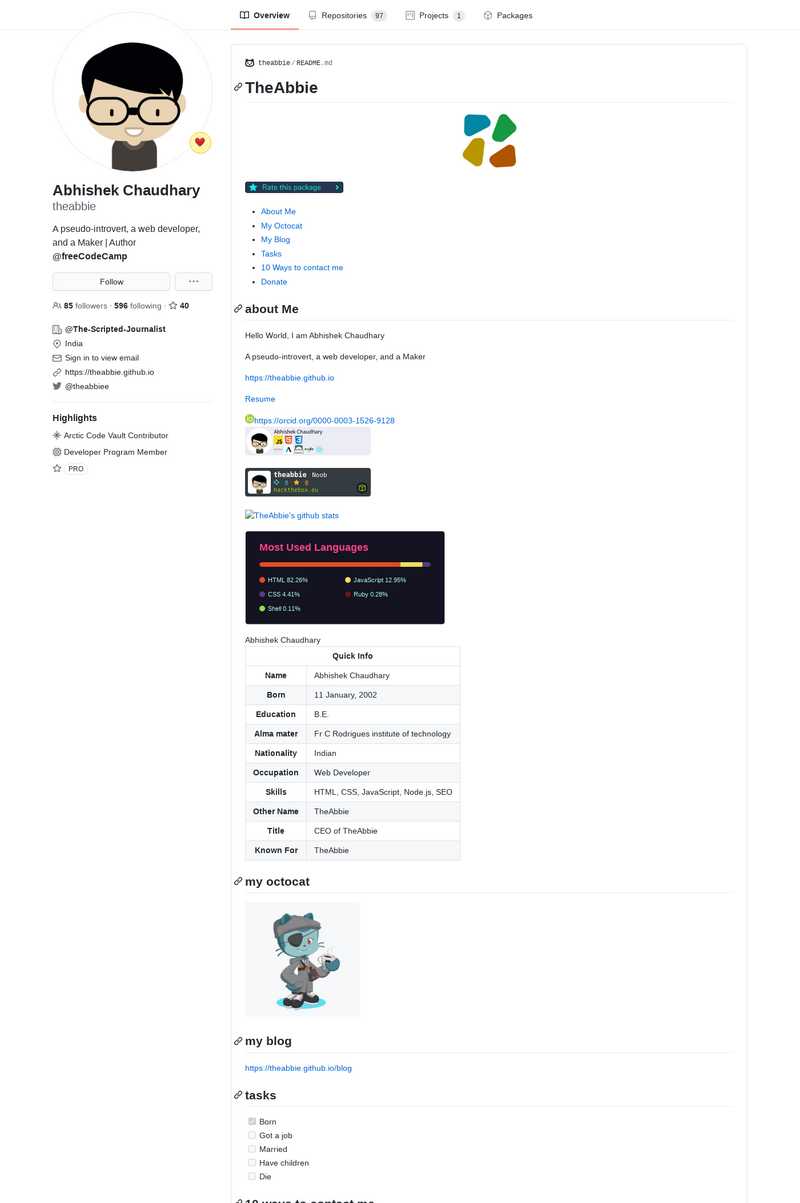 Overview
Repositories 97
Projects 1
Packages
Abhishek Chaudhary
theabbie
A pseudo-introvert, a web developer,
and a Maker | Author
@freeCodeCamp
Follow
85 followers · 596 following · 40
@The-Scripted-Journalist
India
Sign in to view email
https://theabbie.github.io
@theabbiee
Highlights
Arctic Code Vault Contributor
Developer Program Member
PRO
theabbie/README.md
TheAbbie
Rate this package
About Me
My Octocat
My Blog
Tasks
10 Ways to contact me
Donate
about Me
Hello World, I am Abhishek Chaudhary
A pseudo-introvert, a web developer, and a Maker
https://theabbie.github.io
Resume
https://orcid.org/0000-0003-1526-9128
Abhishek Chaudhary
theabbie Noob
hackthebox.eu
TheAbbie's github stats
Most Used Languages
HTML 82.26%
JavaScript 12.95%
CSS 4.41%
Ruby 0.28%
Shell 0.11%
Abhishek Chaudhary
Quick Info
Name Abhishek Chaudhary
Born 11 January, 2002
Education B.E.
Alma mater Fr C Rodrigues institute of technology
Nationality Indian
Occupation Web Developer
Skills HTML, CSS, JavaScript, Node.js, SEO
Other Name TheAbbie
Title CEO of TheAbbie
Known For TheAbbie
my octocat
my blog
https://theabbie.github.io/blog
tasks
Born
Got a job
Married
Have children
Die
10 ways to contact me